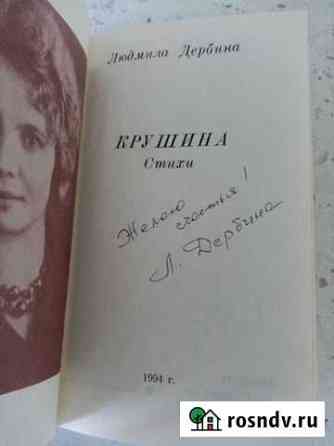 Людмила Дербина
КРУШИНА
Стихи
Желаю
счастья!
Л. Дербина
1994 г.
rosndv.ru